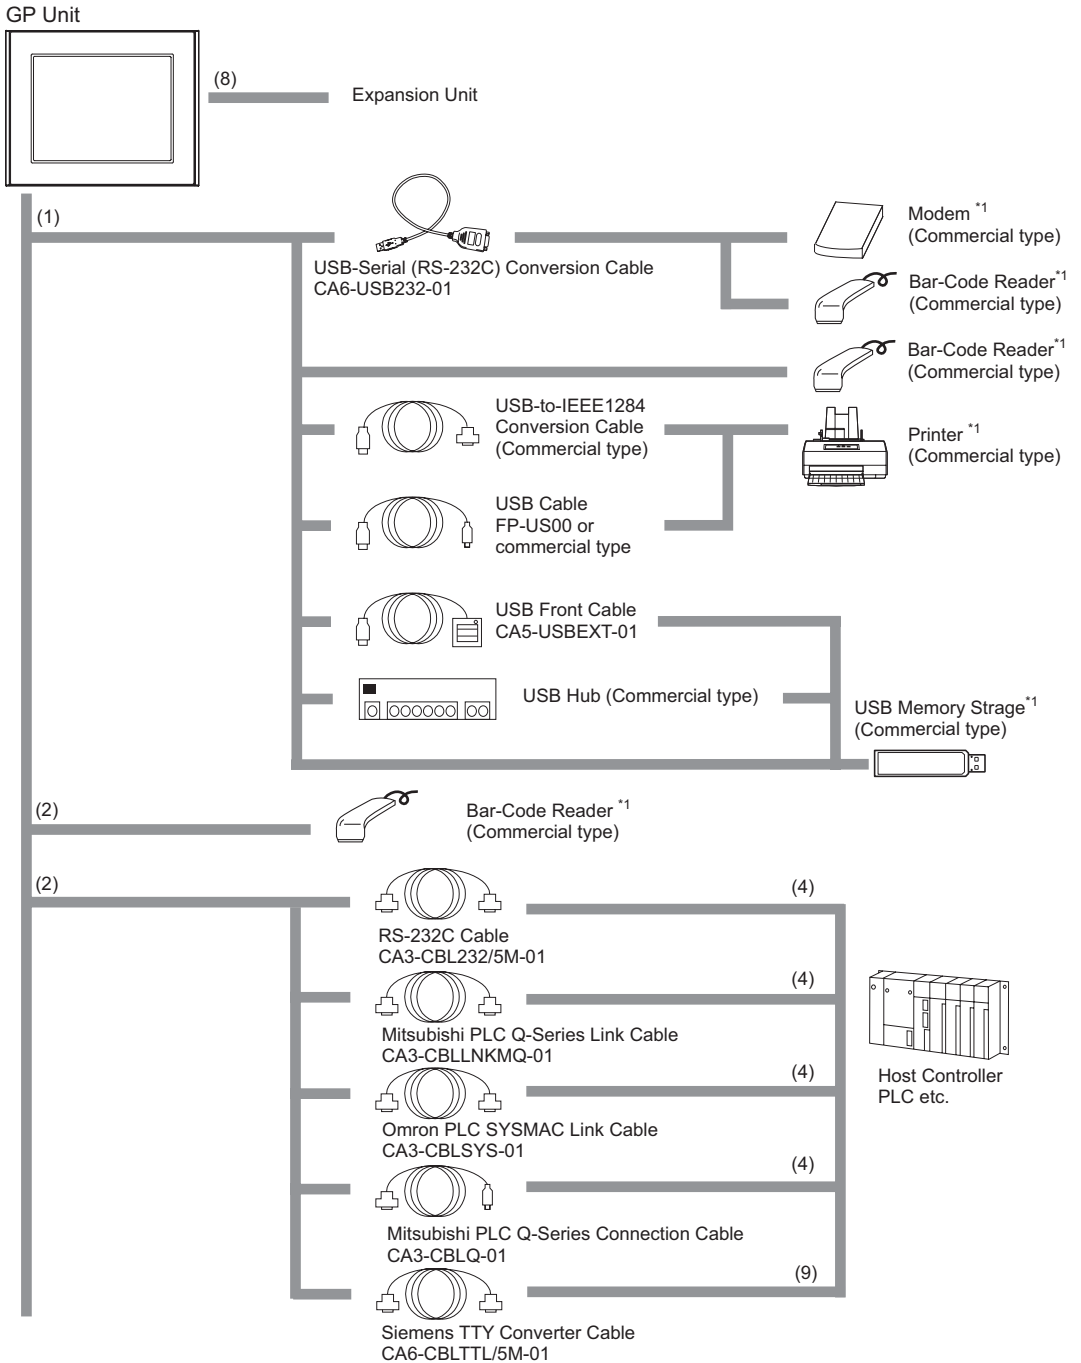 GP Unit
(8)
Expansion Unit
(1)
USB-Serial (RS-232C) Conversion Cable
CA6-USB232-01
Modem *1
(Commercial type)
Bar-Code Reader*1
(Commercial type)
Bar-Code Reader*1
(Commercial type)
USB-to-IEEE1284
Conversion Cable
(Commercial type)
Printer *1
(Commercial type)
USB Cable
FP-US00 or
commercial type
USB Front Cable
CA5-USBEXT-01
USB Hub (Commercial type)
USB Memory Strage*1
(Commercial type)
(2)
Bar-Code Reader *1
(Commercial type)
(2)
(4)
RS-232C Cable
CA3-CBL232/5M-01
(4)
Mitsubishi PLC Q-Series Link Cable
CA3-CBLLNKMQ-01
Host Controller
PLC etc.
(4)
Omron PLC SYSMAC Link Cable
CA3-CBLSYS-01
(4)
Mitsubishi PLC Q-Series Connection Cable
CA3-CBLQ-01
(9)
Siemens TTY Converter Cable
CA6-CBLTTL/5M-01